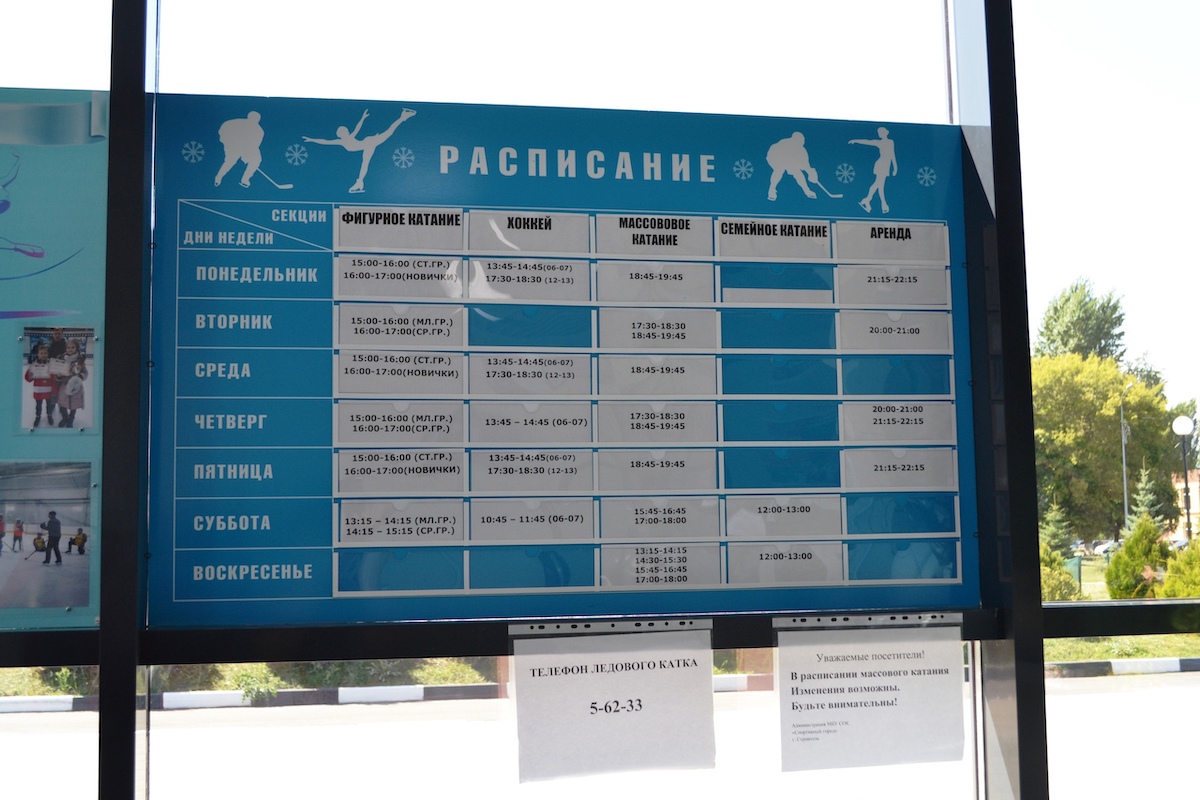 РАСПИСАНИЕ
СЕКЦИИ
ДНИ НЕДЕЛИ
ФИГУРНОЕ КАТАНИЕ
ХОККЕЙ
МАССОВОВОЕ
КАТАНИЕ
СЕМЕЙНОЕ КАТАНИЕ
АРЕНДА
ПОНЕДЕЛЬНИК
15:00-16:00 (СТ.ГР.)
16:00-17:00(НОВИЧКИ)
13:45-14:45(06-07)
17:30-18:30 (12-13)
18:45-19:45
21:15-22:15
ВТОРНИК
15:00-16:00 (МЛ.ГР.)
16:00-17:00(СР.ГР.)
17:30-18:30
18:45-19:45
20:00-21:00
СРЕДА
15:00-16:00 (СТ.ГР.)
16:00-17:00(НОВИЧКИ)
13:45-14:45(06-07)
17:30-18:30 (12-13)
18:45-19:45
ЧЕТВЕРГ
15:00-16:00 (МЛ.ГР.)
16:00-17:00(СР.ГР.)
13:45 – 14:45 (06-07)
17:30-18:30
18:45-19:45
20:00-21:00
21:15-22:15
ПЯТНИЦА
15:00-16:00 (СТ.ГР.)
16:00-17:00(НОВИЧКИ)
13:45-14:45(06-07)
17:30-18:30 (12-13)
18:45-19:45
21:15-22:15
СУББОТА
13:15 – 14:15 (МЛ.ГР.)
14:15 – 15:15 (СР.ГР.)
10:45 – 11:45 (06-07)
15:45-16:45
17:00-18:00
12:00-13:00
ВОСКРЕСЕНЬЕ
13:15-14:15
14:30-15:30
15:45-16:45
17:00-18:00
12:00-13:00
ТЕЛЕФОН ЛЕДОВОГО КАТКА
5-62-33
Уважаемые посетители!
В расписании массового катания
Изменения возможны.
Будьте внимательны!
Администрация МБУ СОК
«Спортивный город»
г. Строитель